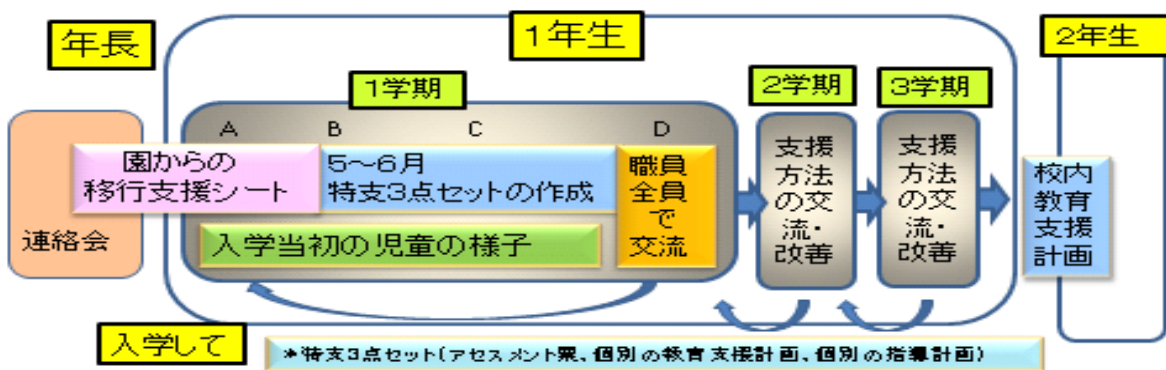 年長
1年生
2年生
1学期
2学期
3学期
A
B
C
D
連絡会
園からの
移行支援シート
5～6月
特支3点セットの作成
職員
全員
で
交流
入学当初の児童の様子
支援
方法
の交
流・
改善
支援
方法
の交
流・
改善
校内
教育
支援
計画
入学して
*特支3点セット(アセスメント票、個別の教育支援計画、個別の指導計画)